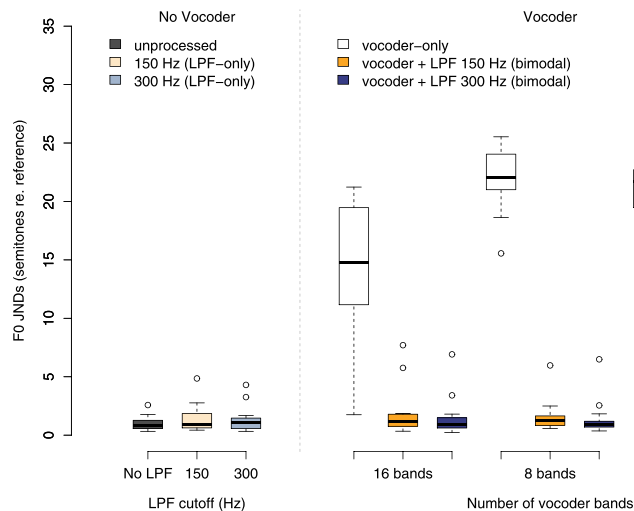 No Vocoder
unprocessed
150 Hz (LPF−only)
300 Hz (LPF−only)
Vocoder
vocoder−only
vocoder + LPF 150 Hz (bimodal)
vocoder + LPF 300 Hz (bimodal)
F0 JNDs (semitones re. reference)
35
30
25
20
15
10
5
0
No LPF 150 300
LPF cutoff (Hz)
16 bands 8 bands
Number of vocoder bands